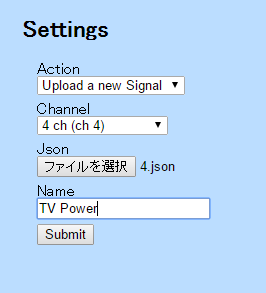 Settings
Action
Upload a new Signal
Channel
4 ch (ch 4)
Json
ファイルを選択 4.json
Name
TV Power
Submit